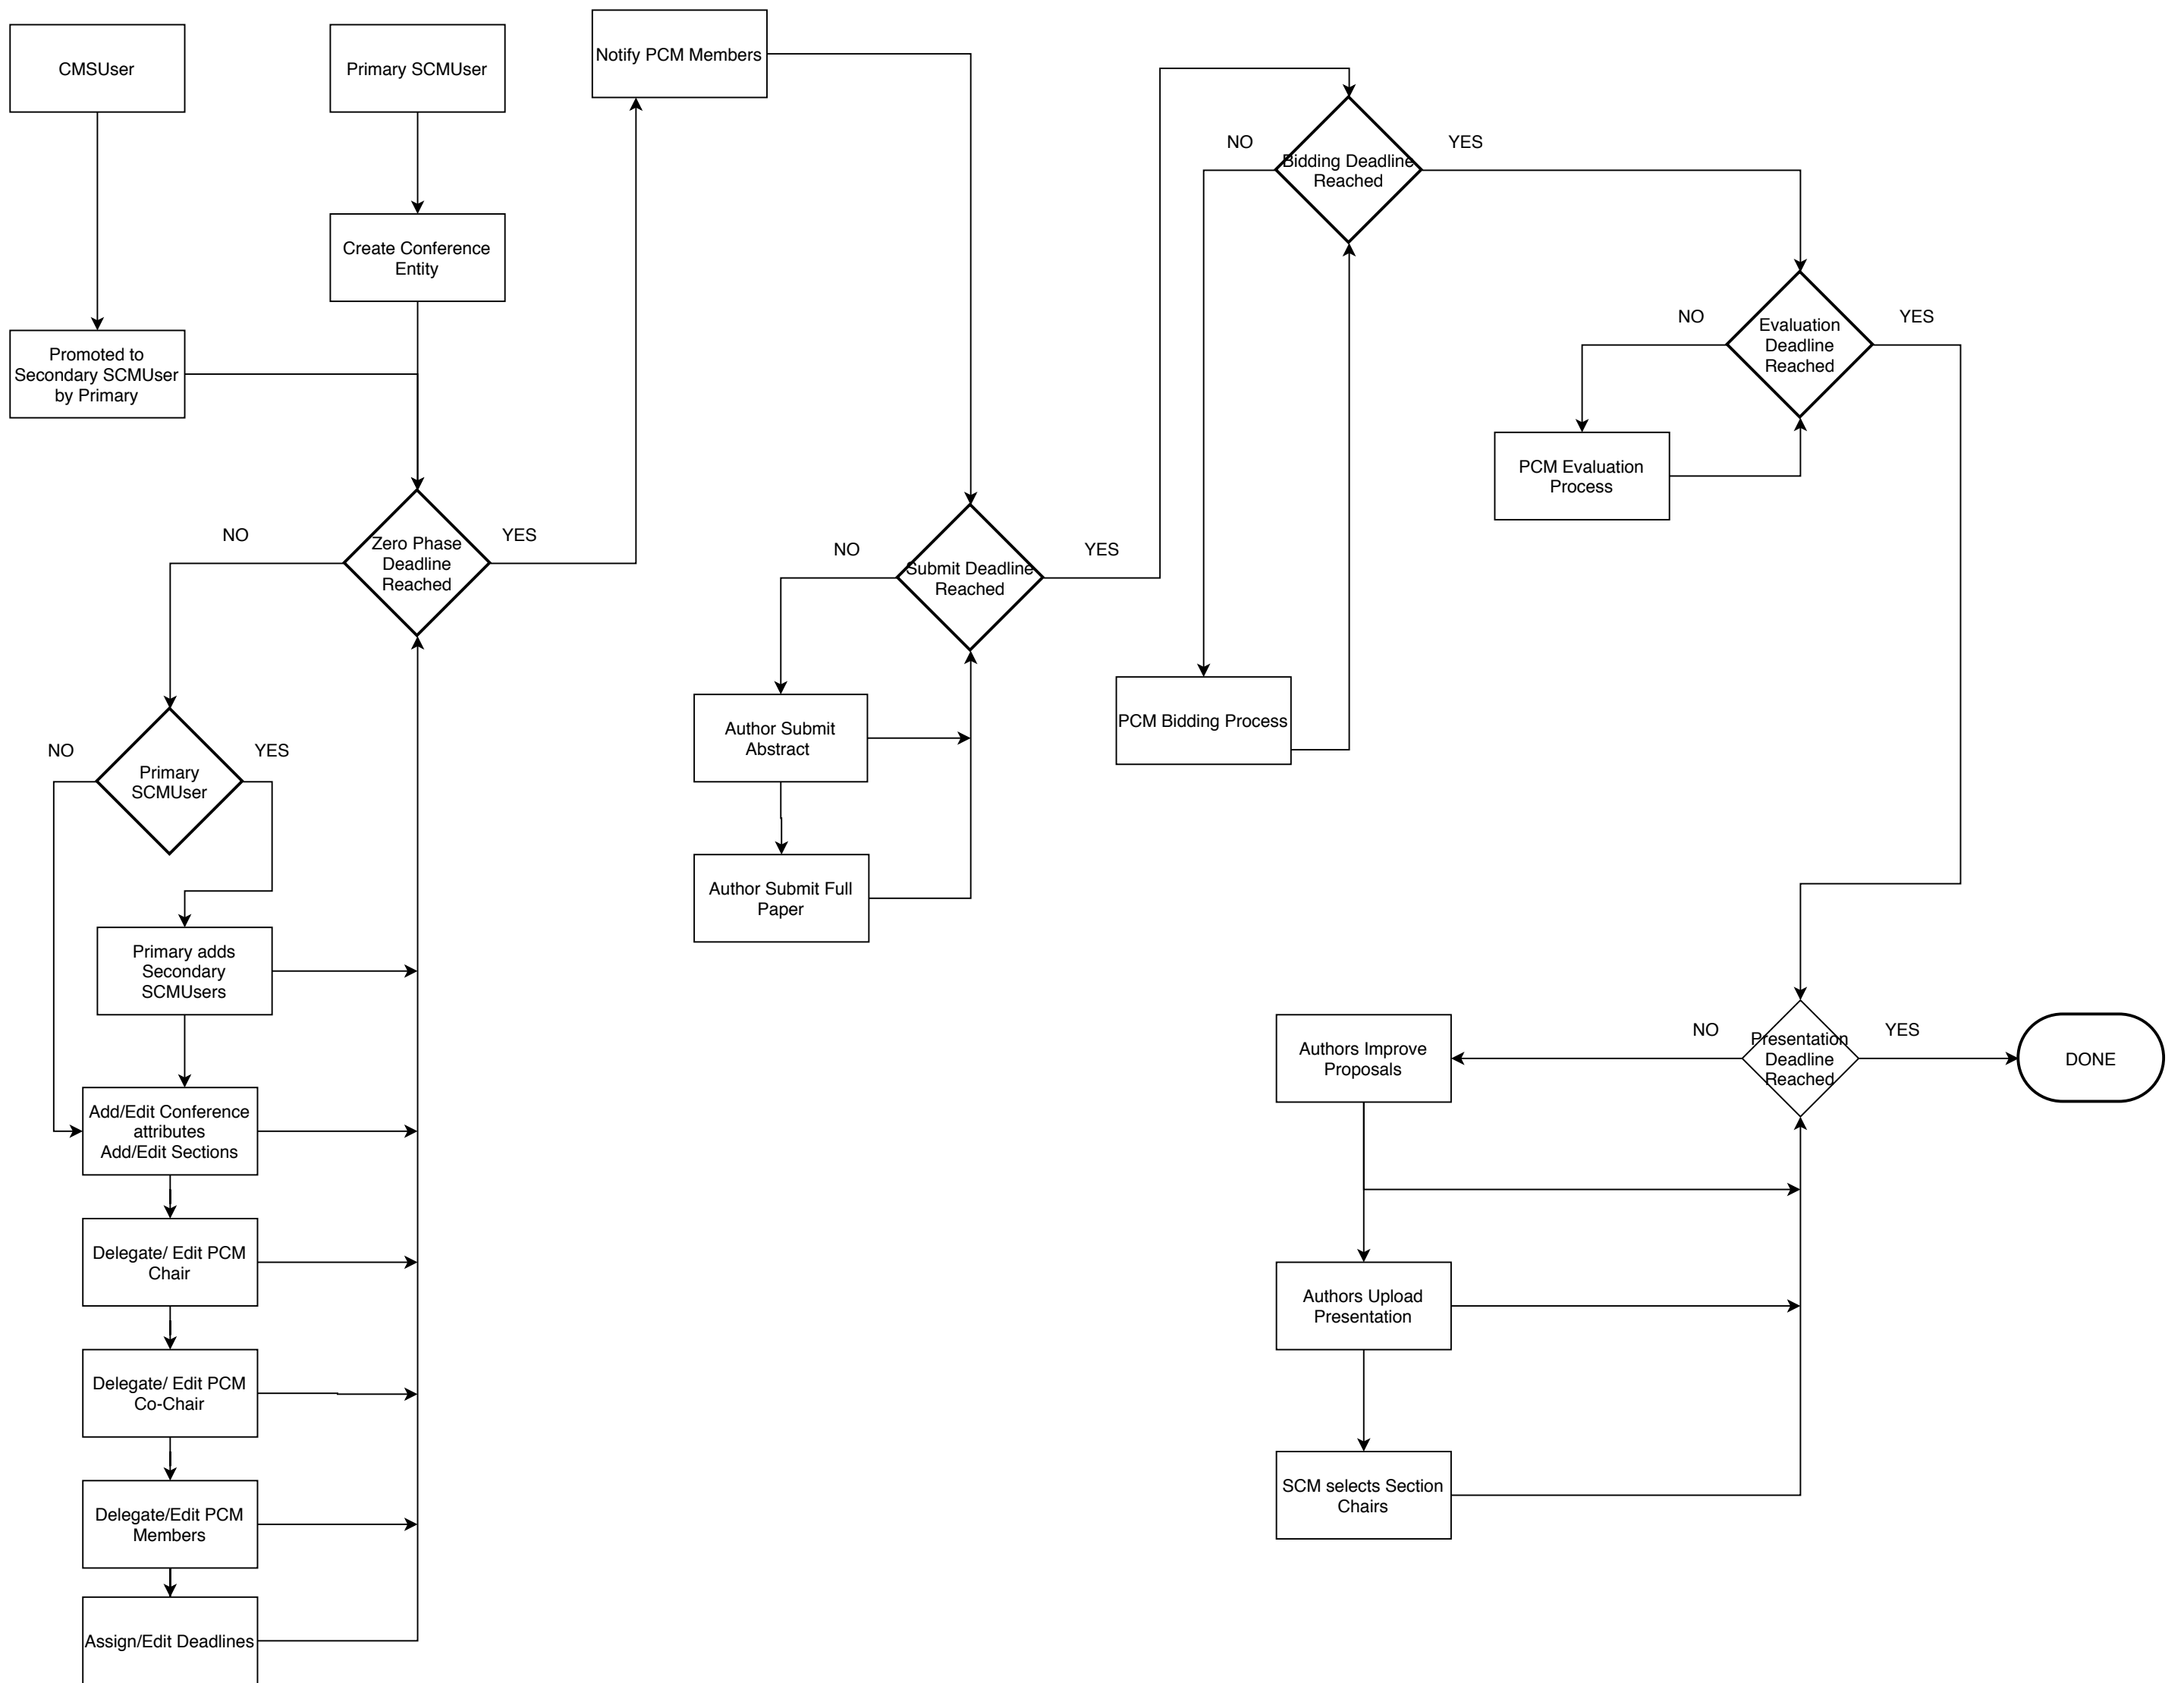 CMSUser
Primary SCMUser
Notify PCM Members
Create Conference
Entity
Promoted to
Secondary SCMUser
by Primary
NO
Zero Phase
Deadline
Reached
YES
NO
Primary
SCMUser
YES
Primary adds
Secondary
SCMUsers
Add/Edit Conference
attributes
Add/Edit Sections
Delegate/ Edit PCM
Chair
Delegate/ Edit PCM
Co-Chair
Delegate/Edit PCM
Members
Assign/Edit Deadlines
NO
Submit Deadline
Reached
YES
Author Submit
Abstract
Author Submit Full
Paper
NO
Bidding Deadline
Reached
YES
PCM Bidding Process
NO
Evaluation
Deadline
Reached
YES
PCM Evaluation
Process
NO
Presentation
Deadline
Reached
YES
DONE
Authors Improve
Proposals
Authors Upload
Presentation
SCM selects Section
Chairs